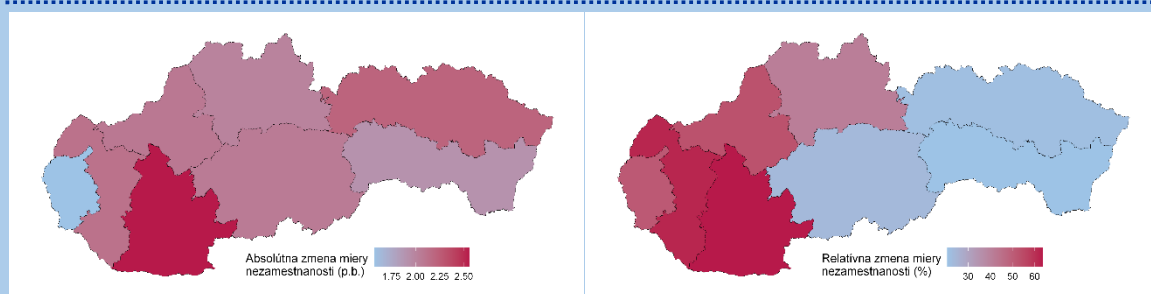 Absolútna zmena miery
nezamestnanosti (p.b.)
1.75 2.00 2.25 2.50
Relatívna zmena miery
nezamestnanosti (%)
30 40 50 60